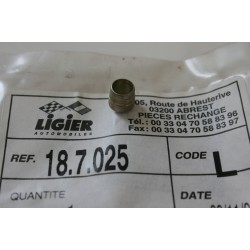 LIGIER
AUTOMOBILES
05, Route de Hauterive
03200 ABREST
PIECES RECHANGE
Tél. : 00 33 04 70 58 83 96
Fax : 00 33 04 70 58 83 97
REF. 18.7.025
CODE L
QUANTITE
DATE